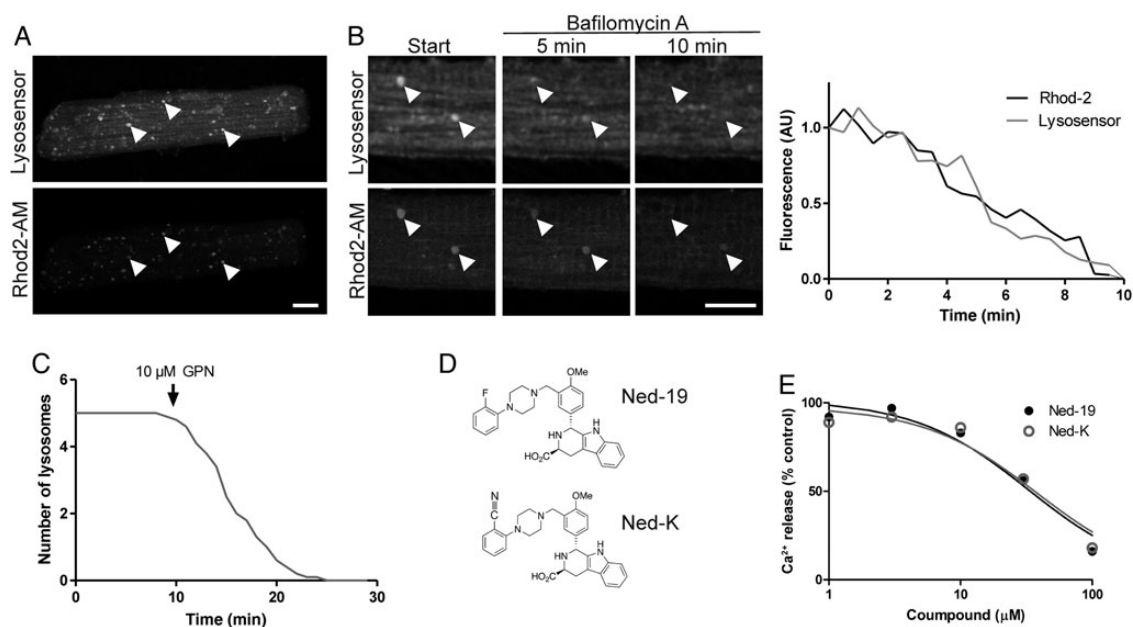 A
Lysosensor
Rhod2-AM
B
Bafilomycin A
Start 5 min 10 min
Lysosensor
Rhod2-AM
Fluorescence (AU)
1.0
0.5
0.0
Rhod-2
Lysosensor
0 2 4 6 8 10
Time (min)
C
10 µM GPN
Number of lysosomes
6
4
2
0
0 10 20 30
Time (min)
D
Ned-19
F
N
N
OMe
H
N
HN
HO₂C
Ned-K
N
C
N
N
OMe
H
N
HN
HO₂C
E
Ca²⁺ release (% control)
100
50
0
Ned-19
Ned-K
1 10 100
Coumpound (µM)